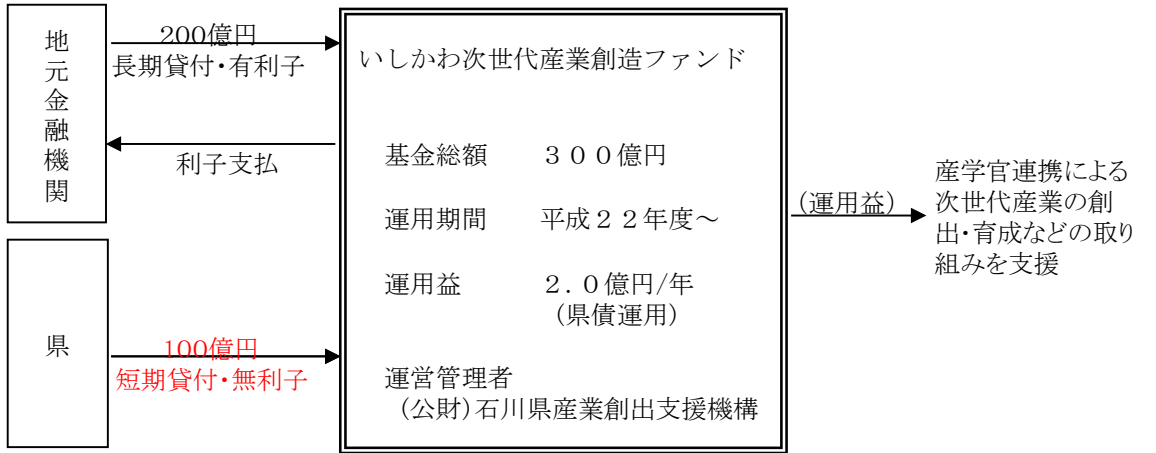 地元金融機関
200億円
長期貸付・有利子
利子支払
県
100億円
短期貸付・無利子
いしかわ次世代産業創造ファンド
基金総額　　３００億円
運用期間　　平成２２年度～
運用益　　　２.０億円/年
（県債運用）
運営管理者
(公財)石川県産業創出支援機構
(運用益)
産学官連携による
次世代産業の創
出・育成などの取り
組みを支援